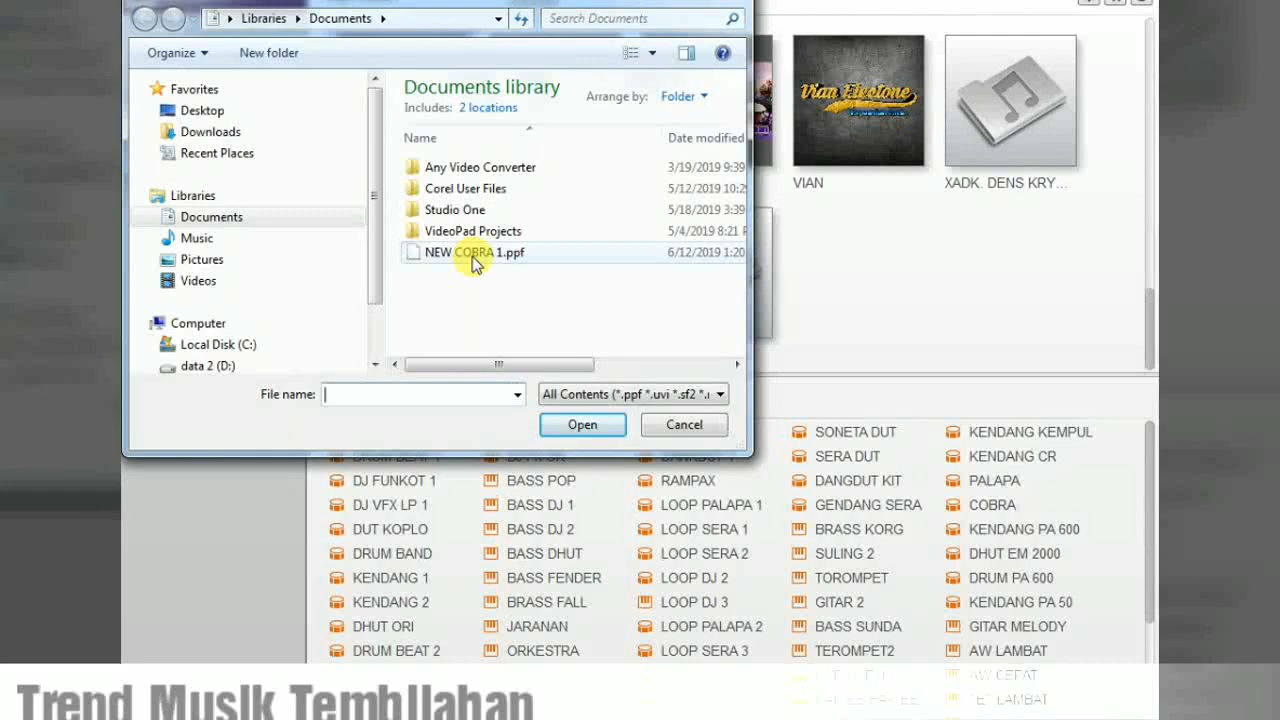 Libraries
Documents
Search Documents
Organize
New folder
Favorites
Desktop
Downloads
Recent Places
Libraries
Documents
Music
Pictures
Videos
Computer
Local Disk (C:)
data 2 (D:)
Documents library
Includes: 2 locations
Arrange by: Folder
Name Date modified
Any Video Converter 3/19/2019 9:39
Corel User Files 5/12/2019 10:2
Studio One 5/18/2019 3:39
VideoPad Projects 5/4/2019 8:21 P
NEW COBRA 1.ppf 6/12/2019 1:20
File name:
All Contents (*.ppf *.uvi *.sf2 *.
Open Cancel
Vian Electone
VIAN
XADK. DENS KRY...
SONETA DUT KENDANG KEMPUL
SERA DUT KENDANG CR
DJ FUNKOT 1 BASS POP RAMPAX DANGDUT KIT PALAPA
DJ VFX LP 1 BASS DJ 1 LOOP PALAPA 1 GENDANG SERA COBRA
DUT KOPLO BASS DJ 2 LOOP SERA 1 BRASS KORG KENDANG PA 600
DRUM BAND BASS DHUT LOOP SERA 2 SULING 2 DHUT EM 2000
KENDANG 1 BASS FENDER LOOP DJ 2 TOROMPET DRUM PA 600
KENDANG 2 BRASS FALL LOOP DJ 3 GITAR 2 KENDANG PA 50
DHUT ORI JARANAN LOOP PALAPA 2 BASS SUNDA GITAR MELODY
DRUM BEAT 2 ORKESTRA LOOP SERA 3 TEROMPET2 AW LAMBAT
AW CEPAT
LAMBAT
Trend Musik Tembilahan